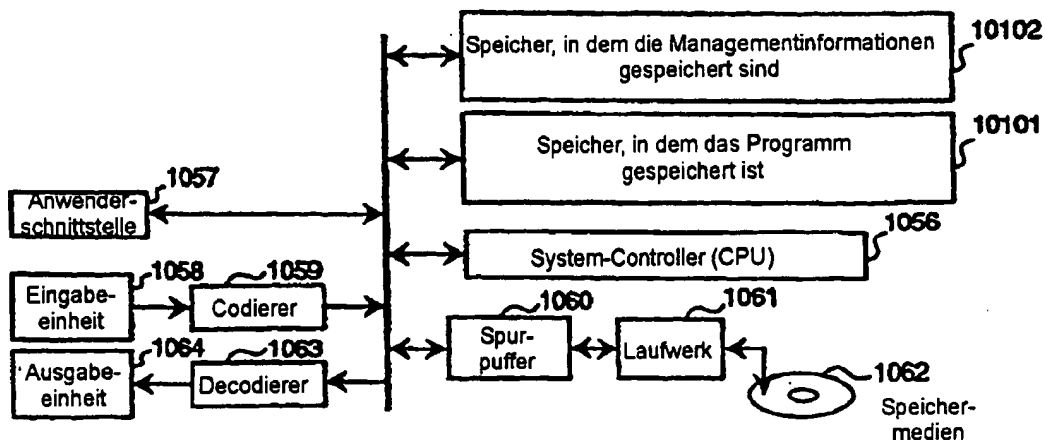 Speicher, in dem die Managementinformationen
gespeichert sind
10102
Speicher, in dem das Programm
gespeichert ist
10101
Anwender-
schnittstelle
1057
System-Controller (CPU)
1056
Eingabe-
einheit
1058
Codierer
1059
Spur-
puffer
1060
Laufwerk
1061
Ausgabe-
einheit
1064
Decodierer
1063
1062
Speicher-
medien